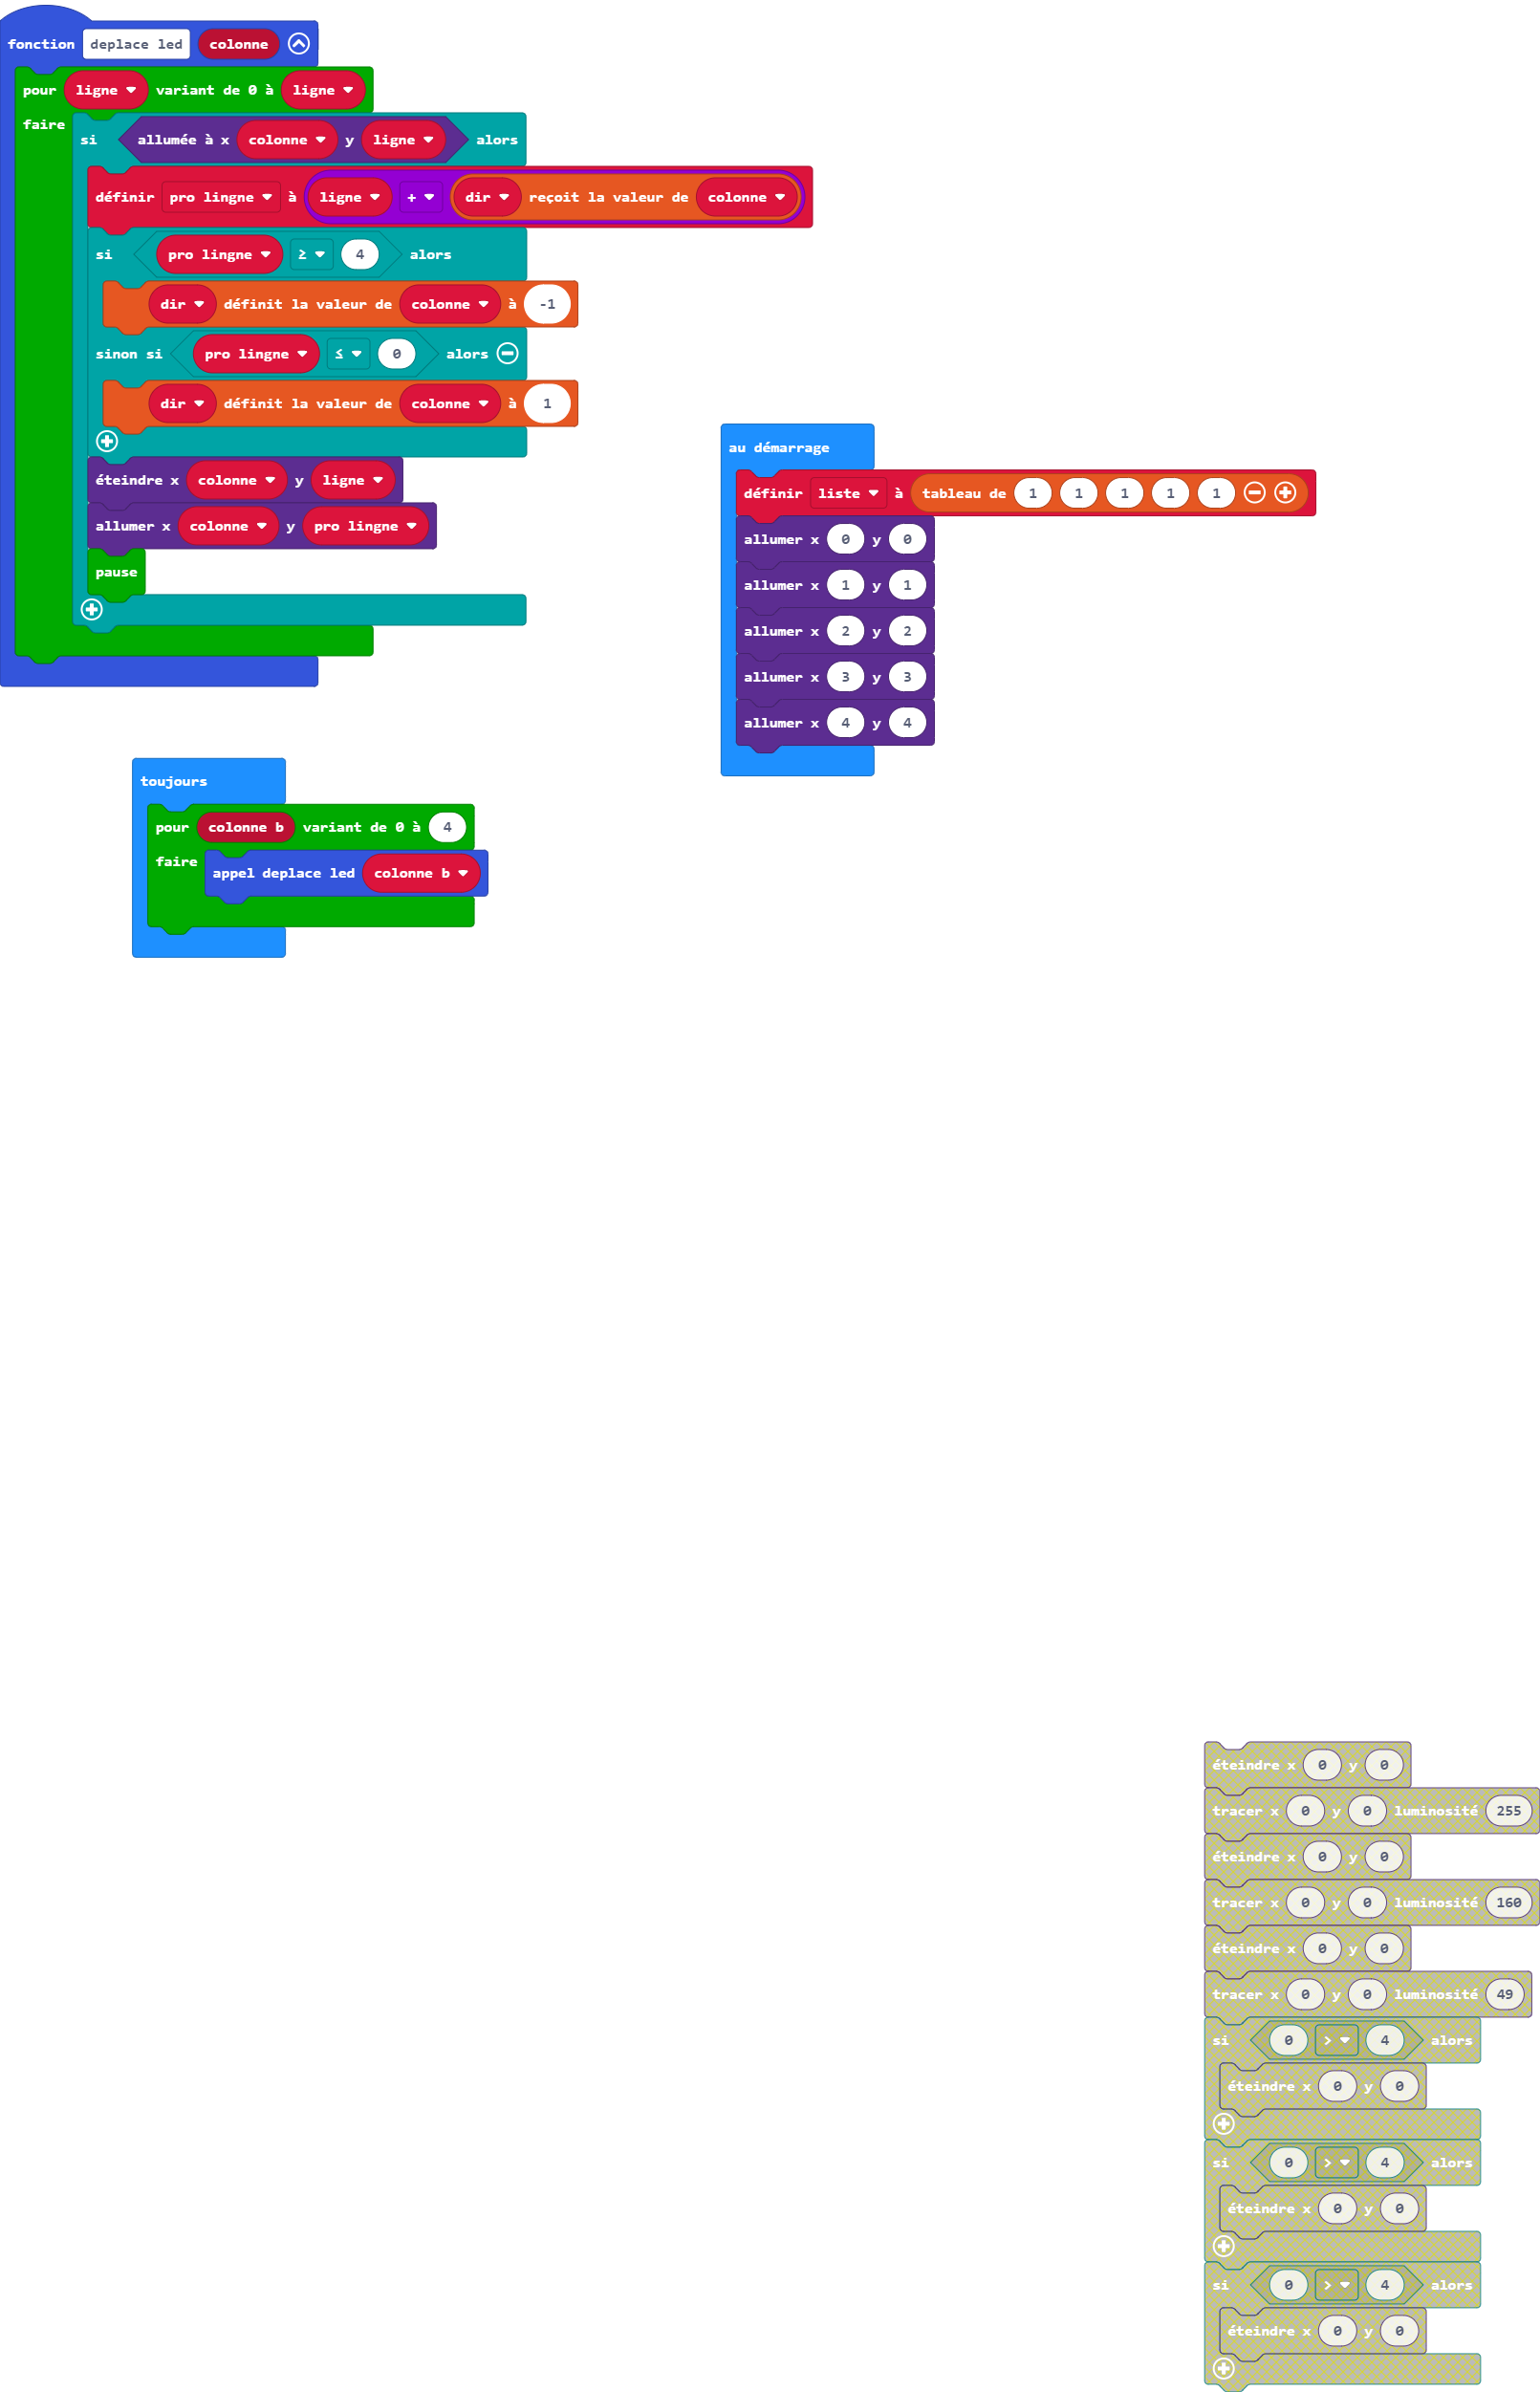 fonction deplace led colonne
pour ligne variant de 0 à ligne
faire
si allumée à x colonne y ligne alors
définir pro lingne à ligne + dir reçoit la valeur de colonne
si pro lingne ≥ 4 alors
dir définit la valeur de colonne à -1
sinon si pro lingne ≤ 0 alors
dir définit la valeur de colonne à 1
éteindre x colonne y ligne
allumer x colonne y pro lingne
pause
au démarrage
définir liste à tableau de 1 1 1 1 1
allumer x 0 y 0
allumer x 1 y 1
allumer x 2 y 2
allumer x 3 y 3
allumer x 4 y 4
toujours
pour colonne b variant de 0 à 4
faire
appel deplace led colonne b
éteindre x 0 y 0
tracer x 0 y 0 luminosité 255
éteindre x 0 y 0
tracer x 0 y 0 luminosité 160
éteindre x 0 y 0
tracer x 0 y 0 luminosité 49
si 0 > 4 alors
éteindre x 0 y 0
si 0 > 4 alors
éteindre x 0 y 0
si 0 > 4 alors
éteindre x 0 y 0